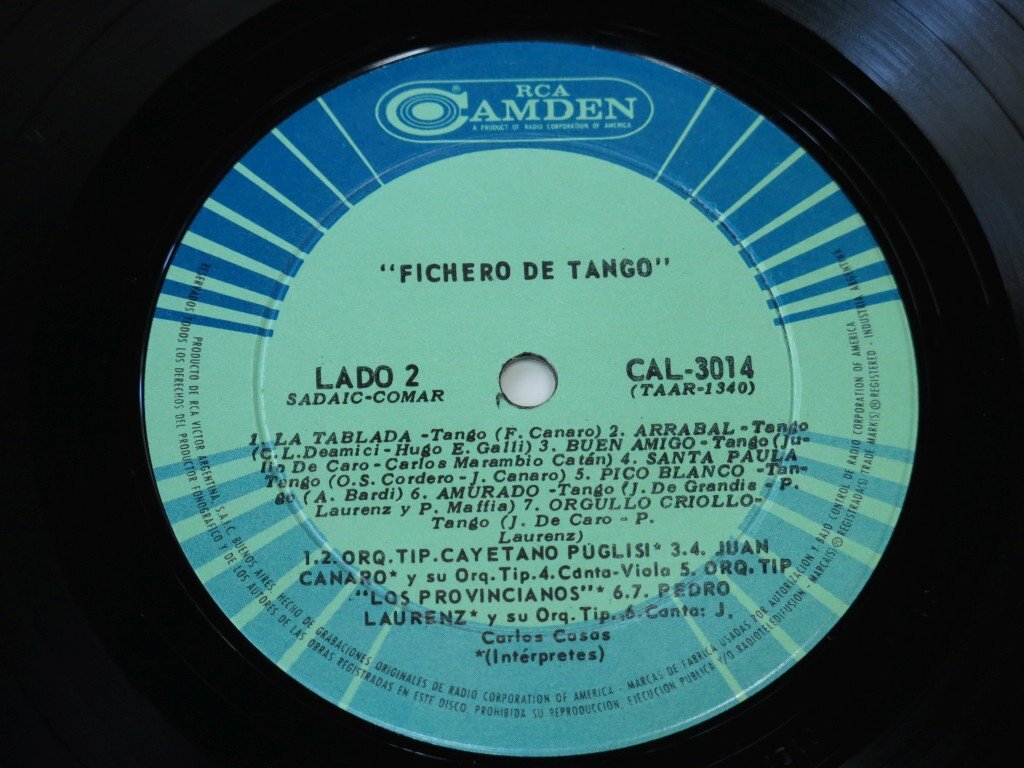 RCA
CAMDEN
A PRODUCT OF RADIO CORPORATION OF AMERICA
"FICHERO DE TANGO"
LADO 2
SADAIC-COMAR
CAL-3014
(TAAR-1340)
1. LA TABLADA -Tango (F. Canaro) 2. ARRABAL -Tango
(C.L.Deamici-Hugo E. Galli) 3. BUEN AMIGO -Tango (Ju-
lio De Caro -Carlos Marambio Catán) 4. SANTA PAULA
Tango (O.S. Cordero- J. Canaro) 5. PICO BLANCO -Tan-
go (A. Bardi) 6. AMURADO -Tango (J. De Grandis - P.
Laurenz y P. Maffia) 7. ORGULLO CRIOLLO-
Tango (J. De Caro - P.
Laurenz)
1.2. ORQ. TIP. CAYETANO PUGLISI* 3.4. JUAN
CANARO* y su Orq. Tip. 4. Canta-Viola 5. ORQ. TIP.
"LOS PROVINCIANOS"* 6.7. PEDRO
LAURENZ* y su Orq. Tip. 6. Canta: J.
Carlos Casas
*(Intérpretes)
PRODUCTO DE RCA VICTOR ARGENTINA, S.A.I.C. BUENOS AIRES. HECHO DE GRABACIONES ORIGINALES DE RADIO CORPORATION OF AMERICA - MARCAS DE FABRICA USADAS POR AUTORIZACION Y BAJO CONTROL DE RADIO CORPORATION OF AMERICA
RESERVADOS TODOS LOS DERECHOS DEL PRODUCTOR FONOGRAFICO Y DE LOS AUTORES DE LAS OBRAS REGISTRADAS EN ESTE DISCO. PROHIBIDA SU REPRODUCCION, EJECUCION PUBLICA Y/O RADIOTELEDIFUSION MARCA(S) ® REGISTRADA(S) TRADE MARK(S) ® REGISTERED - INDUSTRIA ARGENTINA